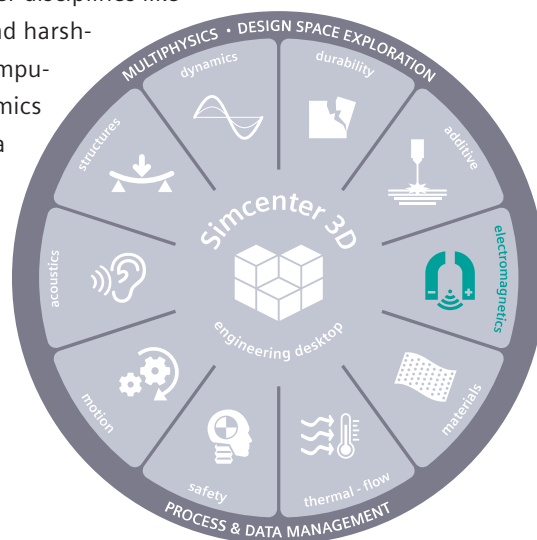 disciplines like
nd harsh-
mpu-
mics
a
MULTIPHYSICS • DESIGN SPACE EXPLORATION
dynamics
durability
structures
additive
Simcenter 3D
engineering desktop
acoustics
electromagnetics
motion
materials
safety
thermal - flow
PROCESS & DATA MANAGEMENT